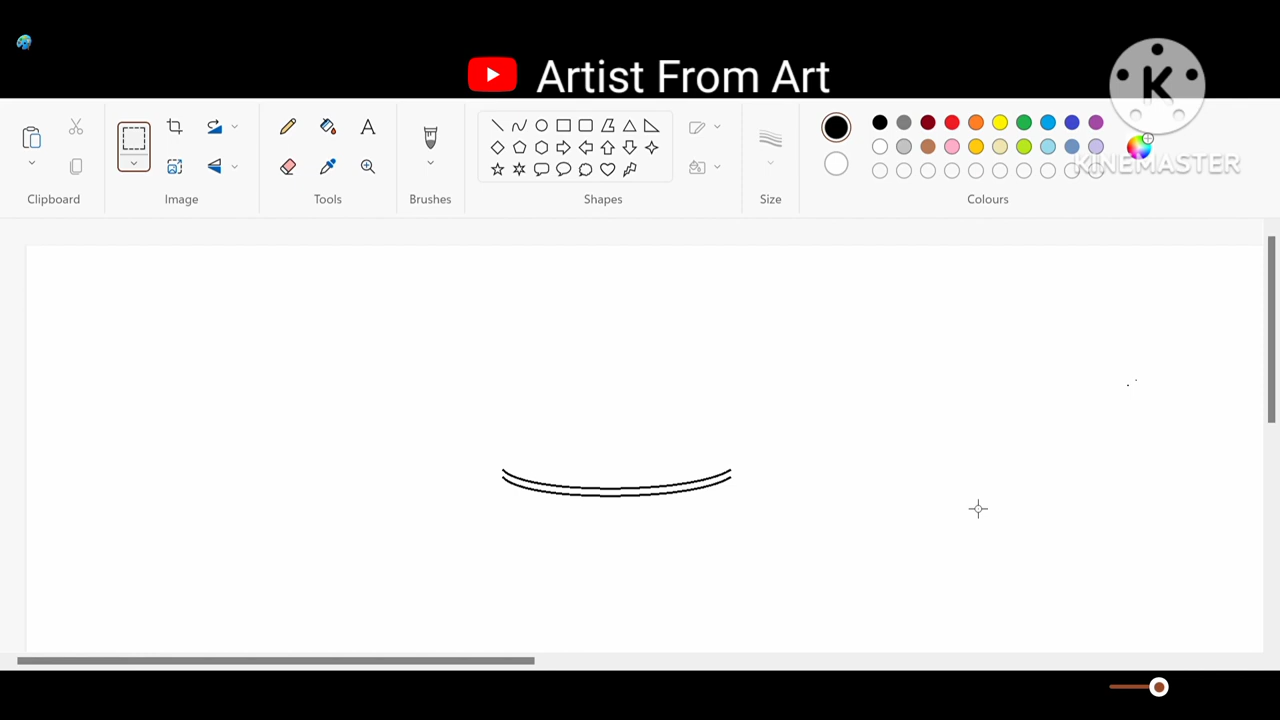 Artist From Art
K
KINEMASTER
A
Clipboard
Image
Tools
Brushes
Shapes
Size
Colours